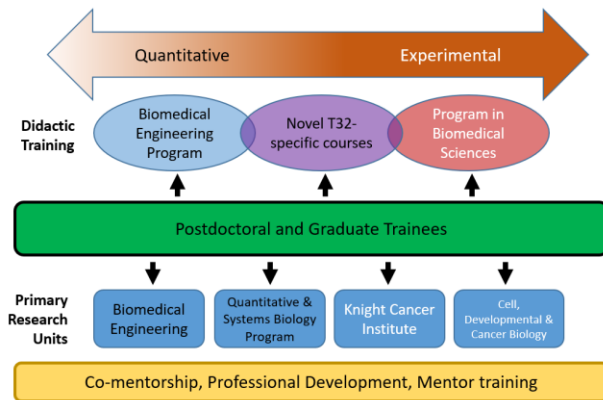 Quantitative
Experimental
Didactic
Training
Biomedical
Engineering
Program
Novel T32-
specific courses
Program in
Biomedical
Sciences
Postdoctoral and Graduate Trainees
Primary
Research
Units
Biomedical
Engineering
Quantitative &
Systems Biology
Program
Knight Cancer
Institute
Cell,
Developmental &
Cancer Biology
Co-mentorship, Professional Development, Mentor training